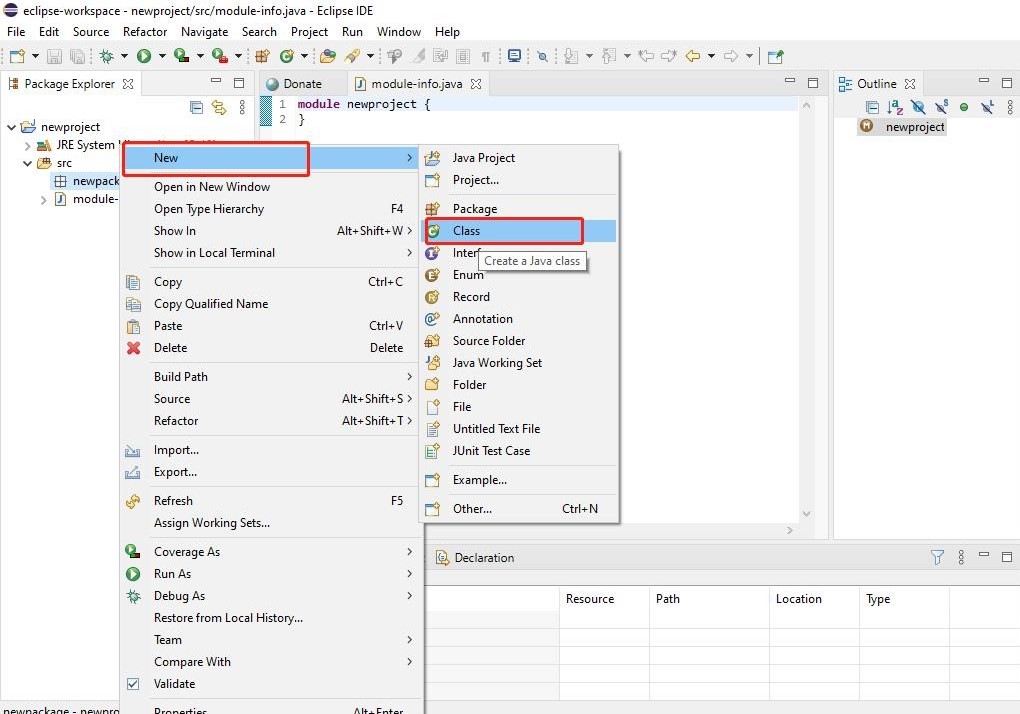 eclipse-workspace - newproject/src/module-info.java - Eclipse IDE
File Edit Source Refactor Navigate Search Project Run Window Help
Package Explorer
Donate
module-info.java
1 module newproject {
2 }
Outline
newproject
newproject
JRE System
src
newpack
module-
New
Open in New Window
Open Type Hierarchy F4
Show In Alt+Shift+W >
Show in Local Terminal >
Copy Ctrl+C
Copy Qualified Name
Paste Ctrl+V
Delete Delete
Build Path >
Source Alt+Shift+S >
Refactor Alt+Shift+T >
Import...
Export...
Refresh F5
Assign Working Sets...
Coverage As >
Run As >
Debug As >
Restore from Local History...
Team >
Compare With >
Validate
Properties Alt+Enter
Java Project
Project...
Package
Class
Interf
Create a Java class
Enum
Record
Annotation
Source Folder
Java Working Set
Folder
File
Untitled Text File
JUnit Test Case
Example...
Other... Ctrl+N
Declaration
Resource Path Location Type
newpackage - newpro